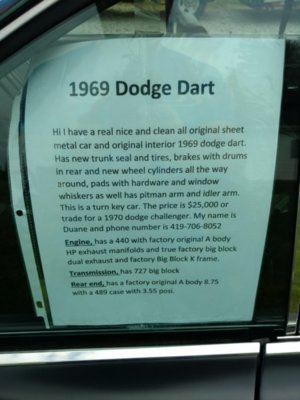 1969 Dodge Dart
Hi I have a real nice and clean all original sheet
metal car and original interior 1969 dodge dart.
Has new trunk seal and tires, brakes with drums
in rear and new wheel cylinders all the way
around, pads with hardware and window
whiskers as well has pitman arm and idler arm.
This is a turn key car. The price is $25,000 or
trade for a 1970 dodge challenger. My name is
Duane and phone number is 419-706-8052
Engine, has a 440 with factory original A body
HP exhaust manifolds and true factory big block
dual exhaust and factory Big Block K frame.
Transmission, has 727 big block
Rear end, has a factory original A body 8.75
with a 489 case with 3.55 posi.